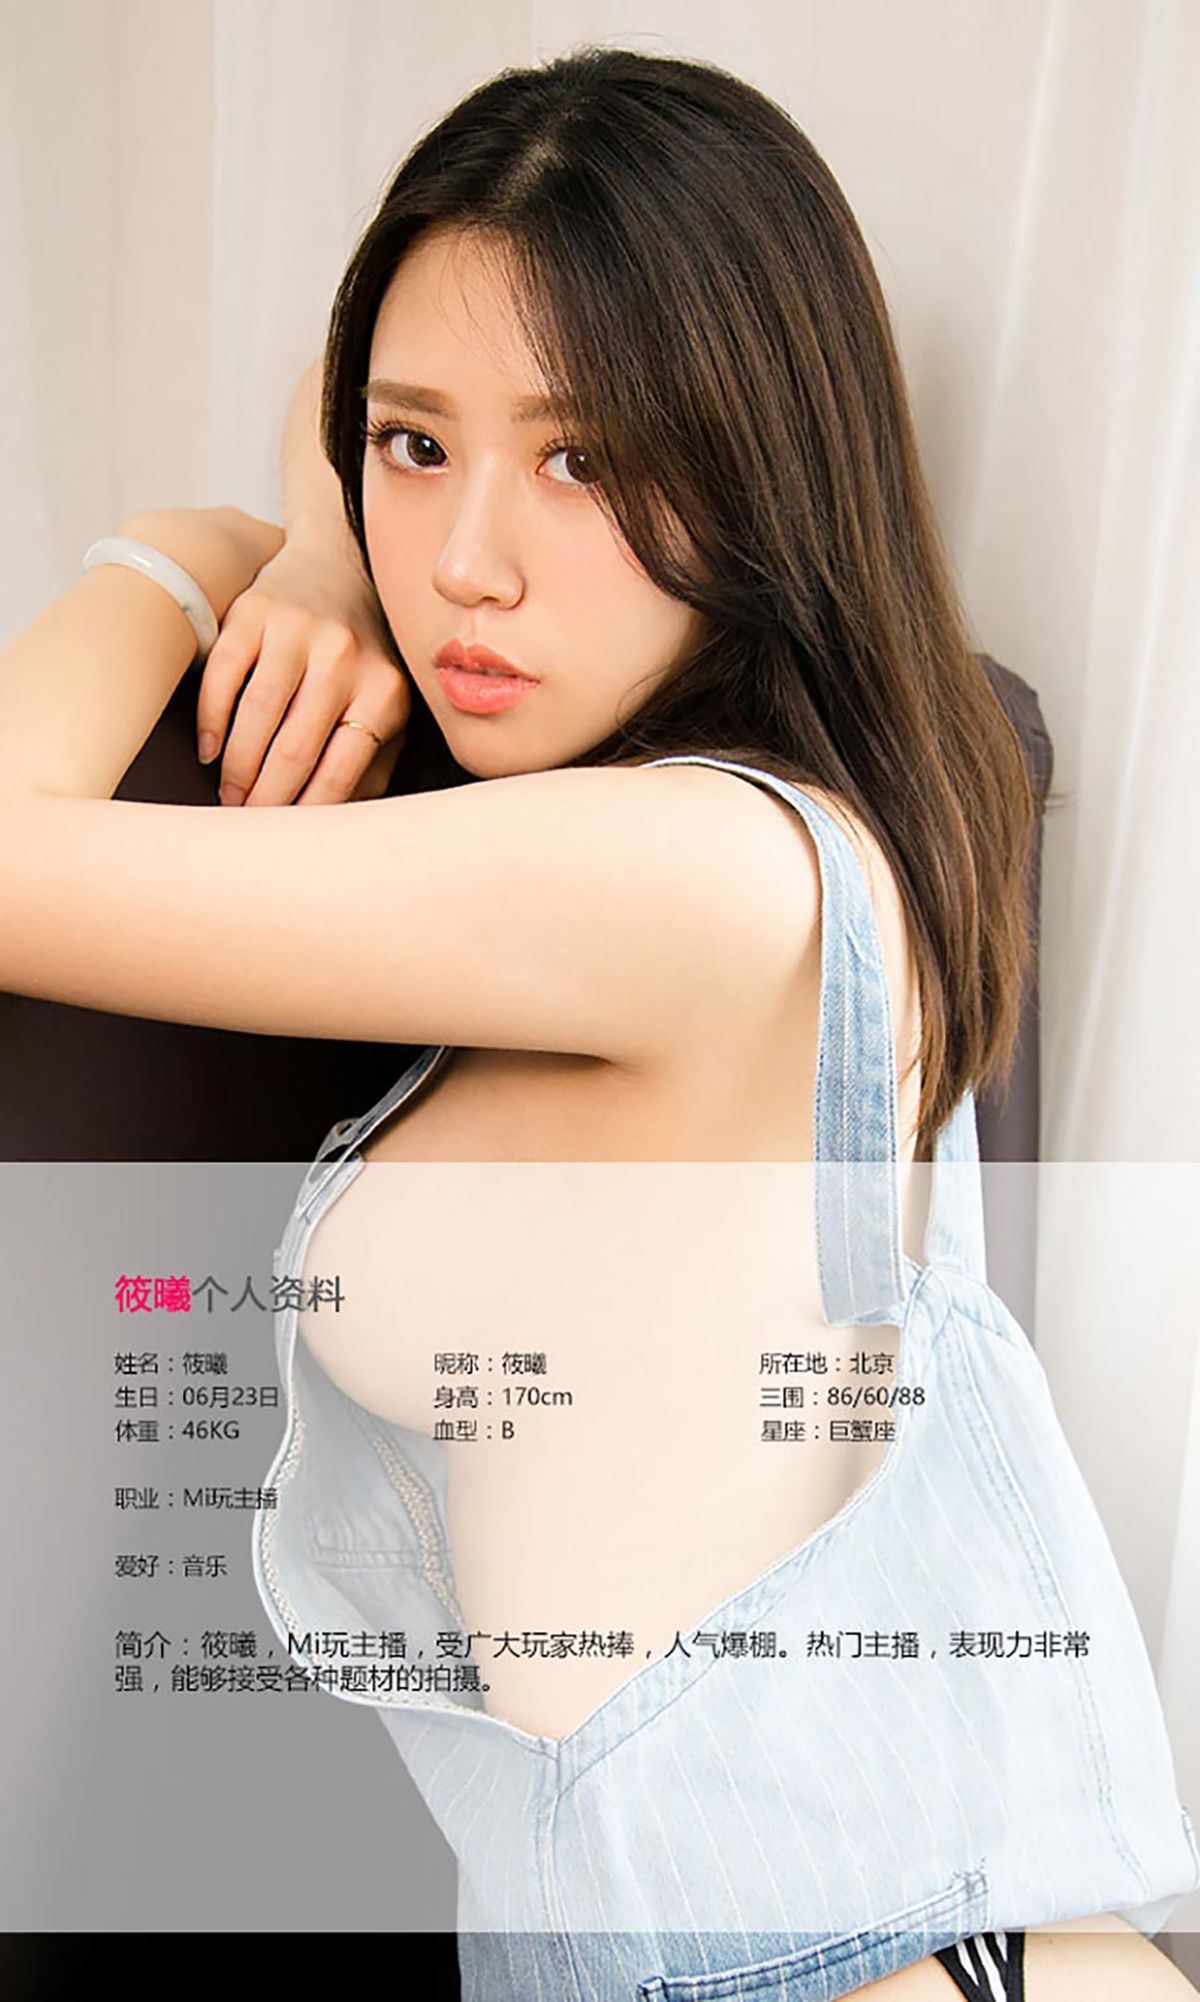 筱曦个人资料
姓名：筱曦 昵称：筱曦 所在地：北京
生日：06月23日 身高：170cm 三围：86/60/88
体重：46KG 血型：B 星座：巨蟹座
职业：Mi玩主播
爱好：音乐
简介：筱曦，Mi玩主播，受广大玩家热捧，人气爆棚。热门主播，表现力非常
强，能够接受各种题材的拍摄。